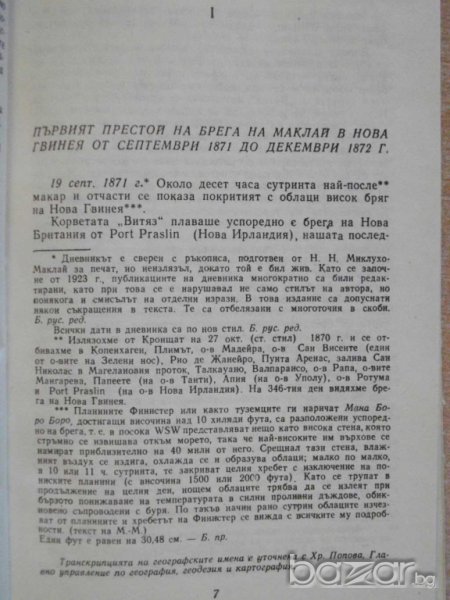 I
ПЪРВИЯТ ПРЕСТОЙ НА БРЕГА НА МАКЛАЙ В НОВА
ГВИНЕЯ ОТ СЕПТЕМВРИ 1871 ДО ДЕКЕМВРИ 1872 Г.
19 септ. 1871 г.* Около десет часа сутринта най-после**
макар и отчасти се показа покритият с облаци висок бряг
на Нова Гвинея***.
Корветата „Витяз“ плаваше успоредно с брега на Нова
Британия от Port Praslin (Нова Ирландия), нашата послед-
* Дневникът е сверен с ръкописа, подготвен от Н. Н. Миклухо-
Маклай за печат, но неизлязъл, докато той е бил жив. Като се започ-
не от 1923 г., публикациите на дневника многократно са били редак-
тирани, като при това се е нарушавал не само стилът на автора, но
понякога и смисълът на отделни изрази. В това издание са допуснати
някои съкращения в текста. Те са отбелязани с многоточия в скоби.
Б. рус. ред.
Всички дати в дневника са по нов стил. Б. рус. ред.
** Излязохме от Кронщат на 27 окт. (ст. стил) 1870 г. и се от-
бивахме в Копенхаген, Плимут, о-в Мадейра, о-в Сан Висенте (един
от о-вите на Зелени нос), Рио де Жанейро, Пунта Аренас, залива Сан
Николас в Магелановия проток, Талкауано, Валпараисо, о-в Рапа, о-вите
Мангарева, Папеете (на о-в Таити), Апия (на о-в Уполу), о-в Ротума
и Port Praslin (на о-в Нова Ирландия). На 346-тия ден видяхме бре-
га на Нова Гвинея.
*** Планините Финистер или както туземците ги наричат Мана Бо-
ро Боро, достигащи височина над 10 хиляди фута, са разположени успоред-
но на брега, т. е. в посока WSW представляват нещо като висока стена, която
стръмно се извишава откъм морето, така че най-високите им върхове се
намират приблизително на 40 мили от него. Срещнал тази стена, влажни-
ят въздух се издига, охлажда се и образува облаци; малко по малко,
в 10 или 11 ч. сутринта, те закриват целия хребет с изключение на по-
ниските планини (с височина 1500 или 2000 фута). Като се трупат в
продължение на целия ден, нощем облаците трябва да се излеят при
бързото понижаване на температурата в силни проливни дъждове, обик-
новено съпроводени с буря. По такъв начин рано сутрин облаците изчез-
ват от планините и хребетът на Финистер се вижда с всичките му подроб-
ности. (текст на М.-М.)
Един фут е равен на 30,48 см. — Б. пр.
Транскрипцията на географските имена е уточнена с Хр. Попова, Гла-
вно управление по география, геодезия и картография.
7
bazar.bg